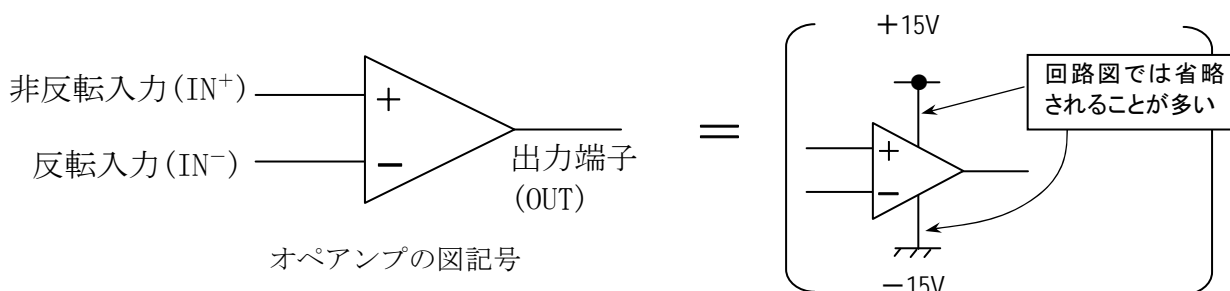 非反転入力(IN⁺)
反転入力(IN⁻)
+
−
出力端子
(OUT)
オペアンプの図記号
=
+15V
回路図では省略
されることが多い
+
−
−15V